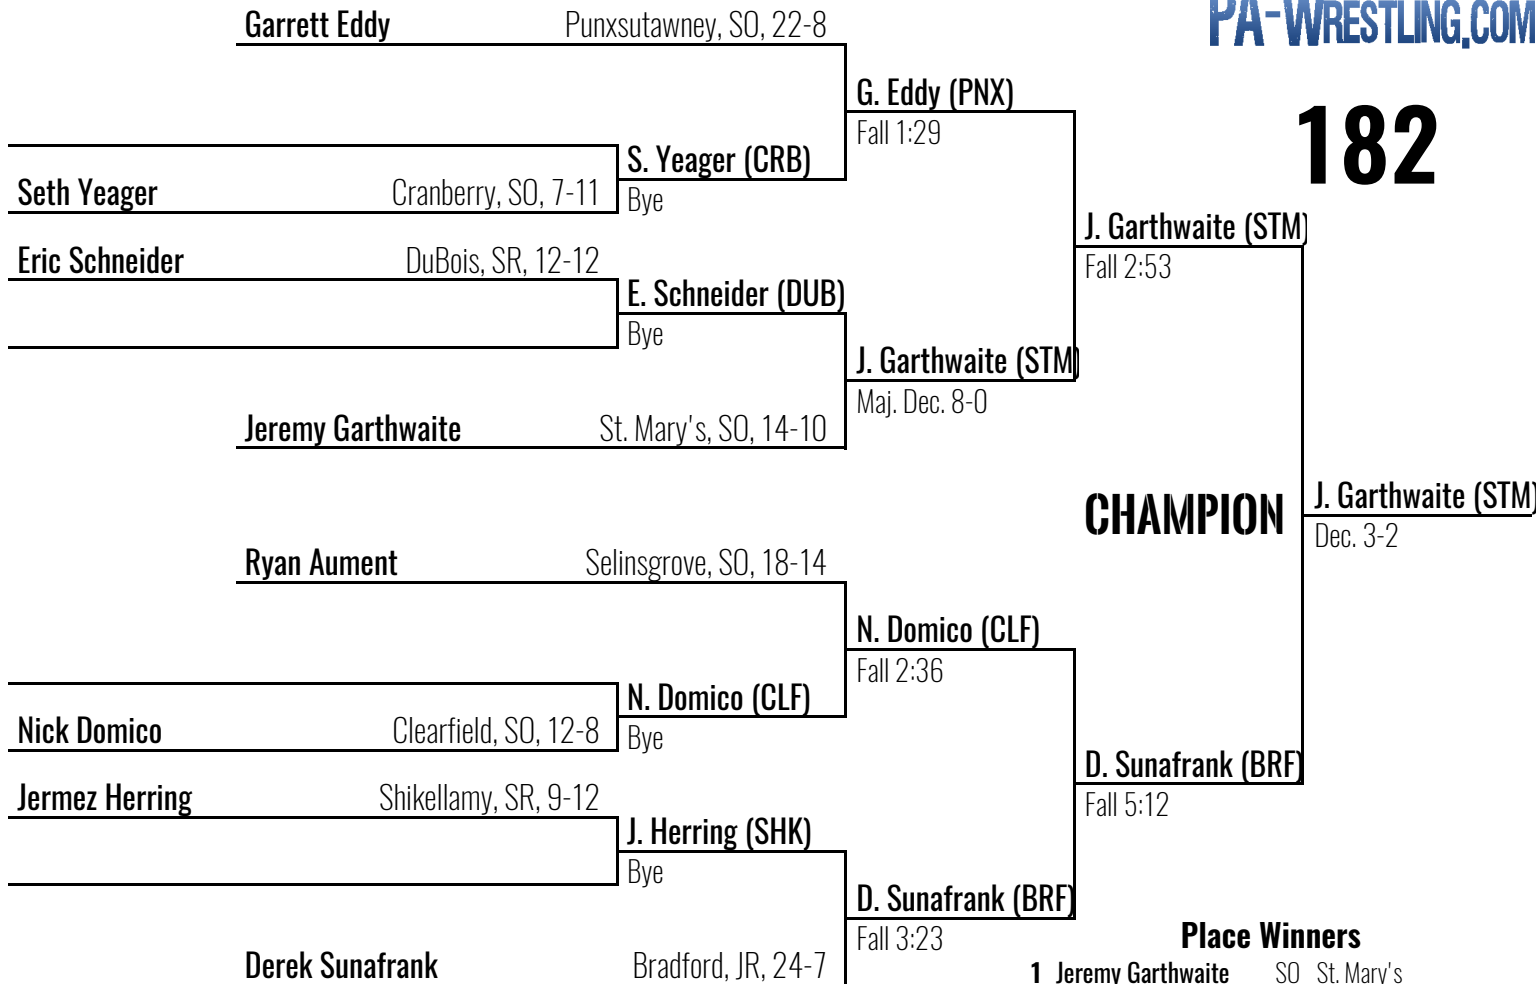 Garrett Eddy Punxsutawney, SO, 22-8
PA-WRESTLING.COM
G. Eddy (PNX)
Fall 1:29
182
S. Yeager (CRB)
Seth Yeager Cranberry, SO, 7-11
Bye
J. Garthwaite (STM)
Eric Schneider DuBois, SR, 12-12
Fall 2:53
E. Schneider (DUB)
Bye
J. Garthwaite (STM)
Maj. Dec. 8-0
Jeremy Garthwaite St. Mary's, SO, 14-10
CHAMPION
J. Garthwaite (STM)
Dec. 3-2
Ryan Aument Selinsgrove, SO, 18-14
N. Domico (CLF)
Fall 2:36
N. Domico (CLF)
Nick Domico Clearfield, SO, 12-8
Bye
D. Sunafrank (BRF)
Jermez Herring Shikellamy, SR, 9-12
Fall 5:12
J. Herring (SHK)
Bye
D. Sunafrank (BRF)
Fall 3:23
Place Winners
Derek Sunafrank Bradford, JR, 24-7
1 Jeremy Garthwaite SO St. Mary's